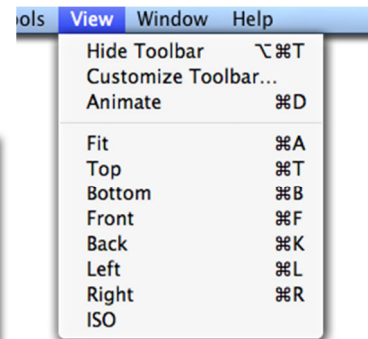 ools View Window Help
Hide Toolbar ⌥⌘T
Customize Toolbar...
Animate ⌘D
Fit ⌘A
Top ⌘T
Bottom ⌘B
Front ⌘F
Back ⌘K
Left ⌘L
Right ⌘R
ISO